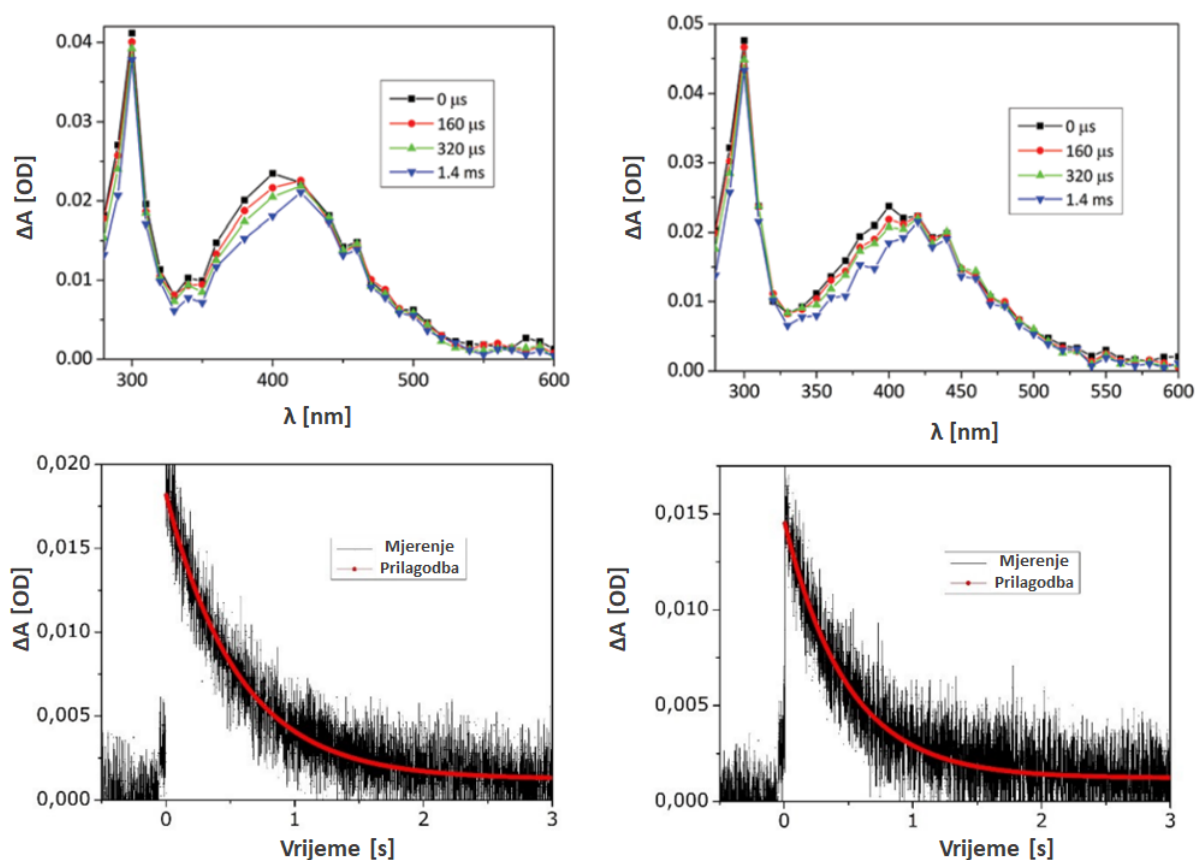 ΔA [OD]
0.04
0.03
0.02
0.01
0.00
0 µs
160 µs
320 µs
1.4 ms
300
400
500
600
λ [nm]
ΔA [OD]
0.05
0.04
0.03
0.02
0.01
0.00
0 µs
160 µs
320 µs
1.4 ms
300
350
400
450
500
550
600
λ [nm]
ΔA [OD]
0,020
0,015
0,010
0,005
0,000
Mjerenje
Prilagodba
0
1
2
3
Vrijeme [s]
ΔA [OD]
0,015
0,010
0,005
0,000
Mjerenje
Prilagodba
0
1
2
3
Vrijeme [s]